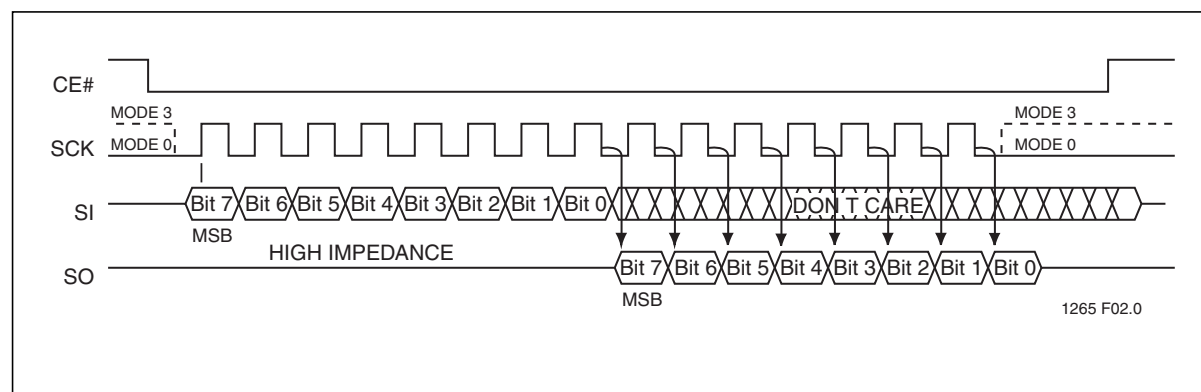 CE#
MODE 3
MODE 3
SCK
MODE 0
MODE 0
SI
Bit 7 Bit 6 Bit 5 Bit 4 Bit 3 Bit 2 Bit 1 Bit 0
DON T CARE
MSB
HIGH IMPEDANCE
SO
Bit 7 Bit 6 Bit 5 Bit 4 Bit 3 Bit 2 Bit 1 Bit 0
MSB
1265 F02.0